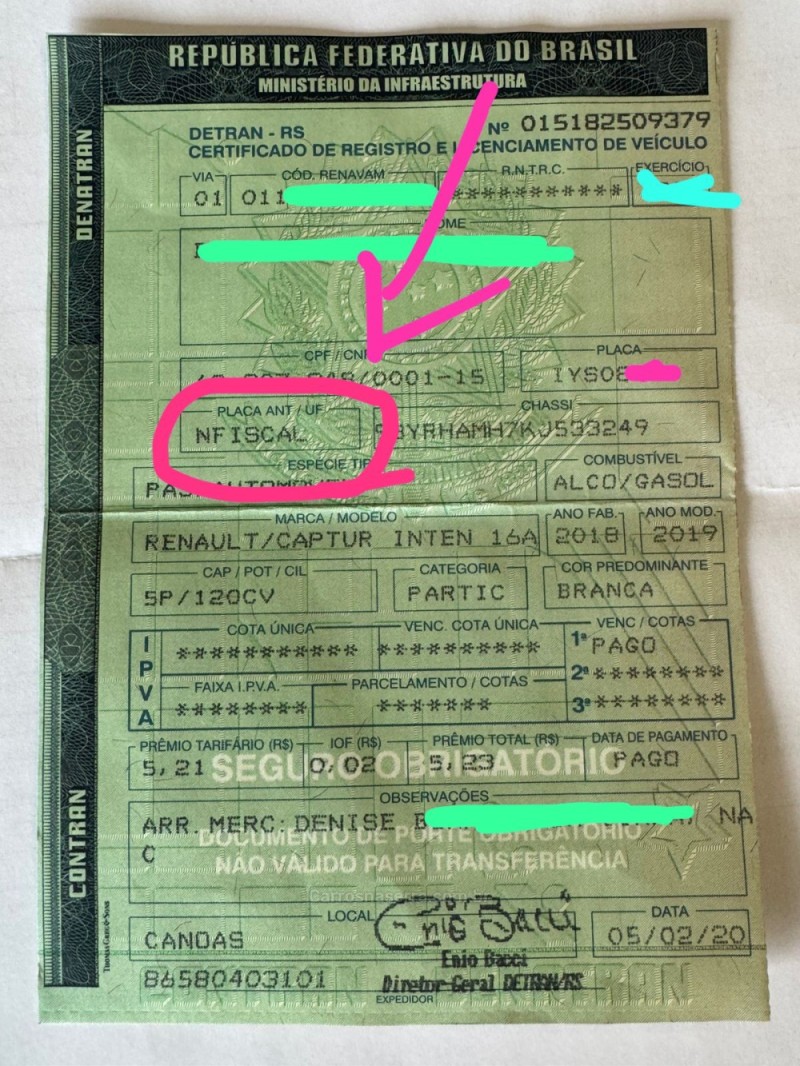 REPÚBLICA FEDERATIVA DO BRASIL
MINISTÉRIO DA INFRAESTRUTURA
DENATRAN
DETRAN - RS Nº 015182509379
CERTIFICADO DE REGISTRO E LICENCIAMENTO DE VEÍCULO
VIA CÓD. RENAVAM R.N.T.R.C. EXERCÍCIO
01 011 ***********
NOME
CPF / CNPJ PLACA
/0001-15 IYS0
PLACA ANT / UF CHASSI
NFISCAL 93YRHAMH7KJ533249
ESPÉCIE TIPO COMBUSTÍVEL
PAS/AUTOMOVEL ALCO/GASOL
MARCA / MODELO ANO FAB. ANO MOD.
RENAULT/CAPTUR INTEN 16A 2018 2019
CAP / POT / CIL CATEGORIA COR PREDOMINANTE
5P/120CV PARTIC BRANCA
IPVA
COTA ÚNICA VENC. COTA ÚNICA VENC / COTAS
*********** ********** 1ª PAGO
FAIXA I.P.V.A. PARCELAMENTO / COTAS 2ª ********
******** ******* 3ª ********
PRÊMIO TARIFÁRIO (R$) IOF (R$) PRÊMIO TOTAL (R$) DATA DE PAGAMENTO
5,21 0,02 5,23 PAGO
SEGURO OBRIGATÓRIO
OBSERVAÇÕES
ARR. MERC: DENISE NA
C
DOCUMENTO DE PORTE OBRIGATÓRIO
NÃO VÁLIDO PARA TRANSFERÊNCIA
CONTRAN
LOCAL DATA
CANOAS 05/02/20
86580403101
Enio Bacci
Diretor-Geral DETRAN/RS
EXPEDIDOR